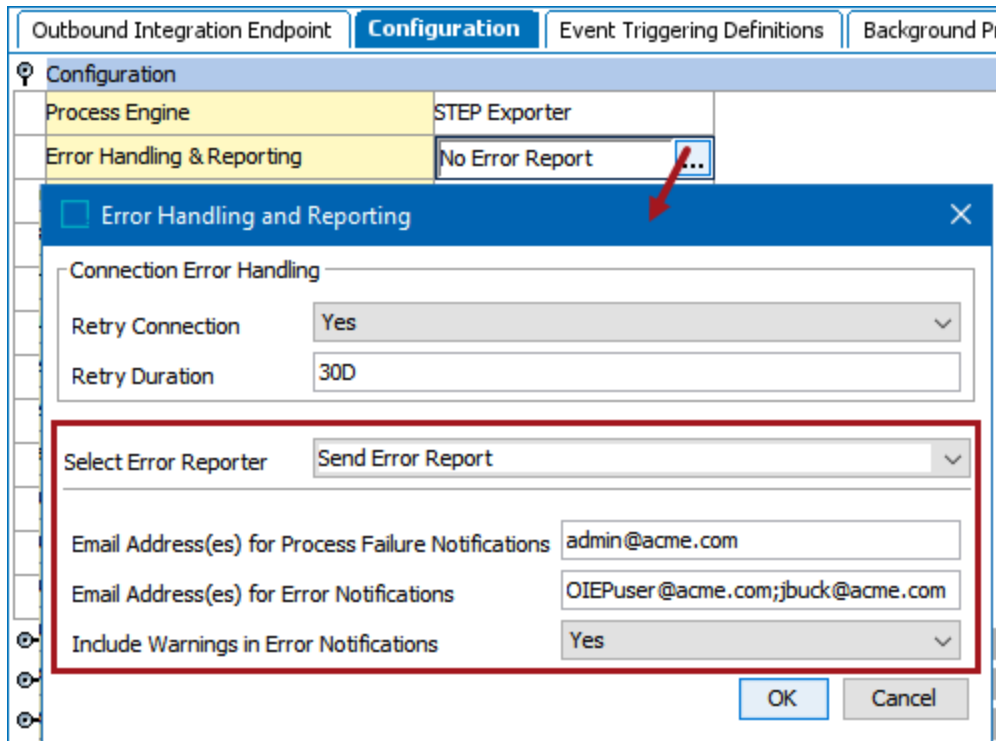 Outbound Integration Endpoint Configuration Event Triggering Definitions Background Pr
Configuration
Process Engine STEP Exporter
Error Handling & Reporting No Error Report ...
Error Handling and Reporting
Connection Error Handling
Retry Connection Yes
Retry Duration 30D
Select Error Reporter Send Error Report
Email Address(es) for Process Failure Notifications admin@acme.com
Email Address(es) for Error Notifications OIEPuser@acme.com;jbuck@acme.com
Include Warnings in Error Notifications Yes
OK Cancel